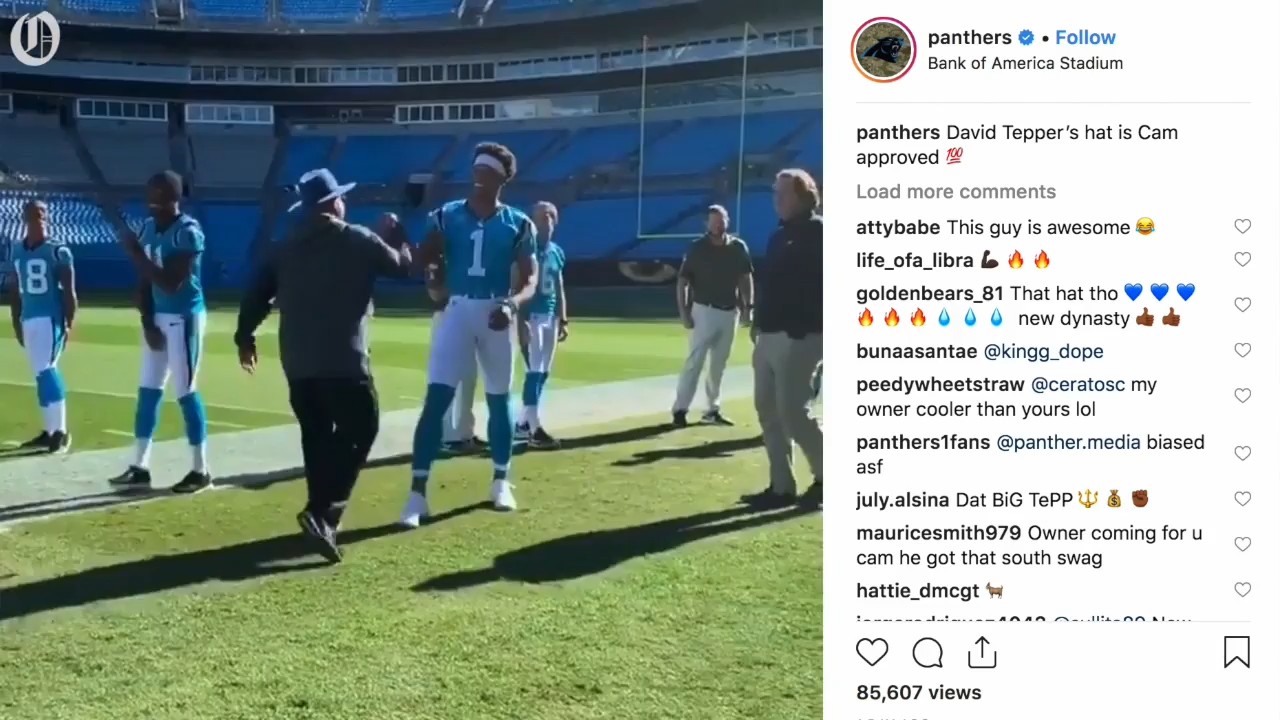 O
panthers • Follow
Bank of America Stadium
panthers David Tepper's hat is Cam
approved 💯
Load more comments
attybabe This guy is awesome 😂
life_ofa_libra 💪🏿 🔥 🔥
goldenbears_81 That hat tho 💙 💙 💙
🔥 🔥 🔥 💧 💧 💧 new dynasty 👍🏾 👍🏾
bunaasantae @kingg_dope
peedywheetstraw @ceratosc my
owner cooler than yours lol
panthers1fans @panther.media biased
asf
july.alsina Dat BiG TePP 🔱 💰 ✊🏾
mauricesmith979 Owner coming for u
cam he got that south swag
hattie_dmcgt 🐐
85,607 views
18
1